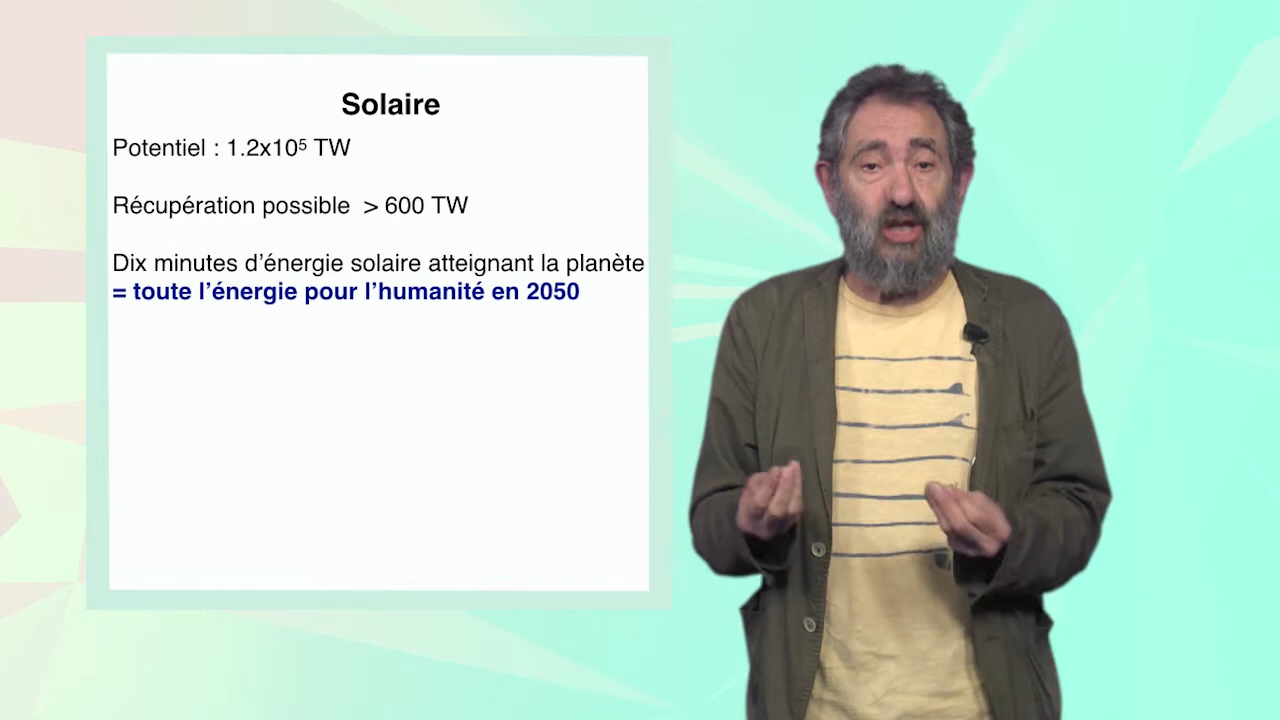 Solaire
Potentiel : 1.2x10⁵ TW
Récupération possible  > 600 TW
Dix minutes d’énergie solaire atteignant la planète
= toute l’énergie pour l’humanité en 2050